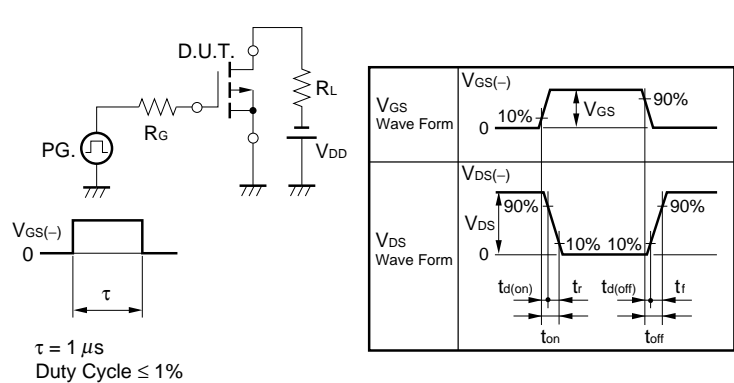 D.U.T.
RL
RG
PG.
VDD
VGS(−)
0
τ
τ = 1 μs
Duty Cycle ≤ 1%
VGS
Wave Form
VGS(−)
10%
VGS
90%
0
VDS
Wave Form
VDS(−)
90%
VDS
10% 10%
90%
0
td(on) tr td(off) tf
ton toff